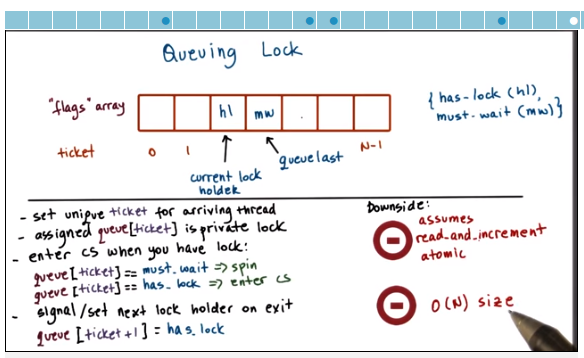 Queuing Lock
"flags" array
hl
mw
.
{has-lock (hl),
must-wait (mw)}
ticket
0
1
N-1
current lock
holder
queuelast
- set unique ticket for arriving thread
- assigned queue[ticket] is private lock
- enter cs when you have lock:
queue[ticket] == must_wait => spin
queue[ticket] == has_lock => enter cs
- signal/set next lock holder on exit
queue [ticket+1] = has_lock
Downside:
assumes
read_and_increment
atomic
O(N) size